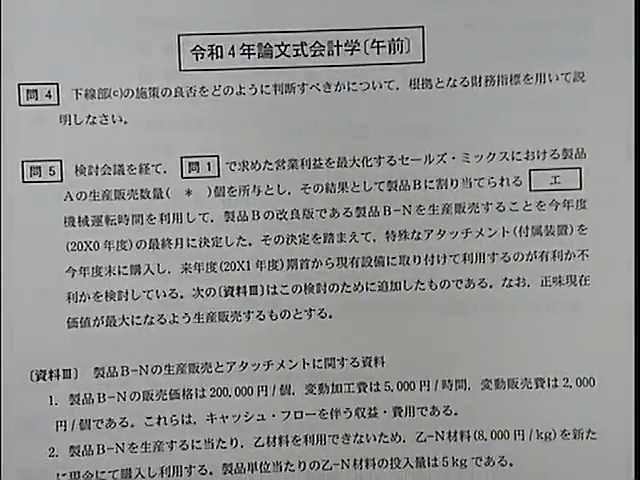 令和4年論文式会計学〔午前〕
問4 下線部(c)の施策の良否をどのように判断すべきかについて，根拠となる財務指標を用いて説
明しなさい。
問5 検討会議を経て，問1で求めた営業利益を最大化するセールズ・ミックスにおける製品
Aの生産販売数量( * )個を所与とし，その結果として製品Bに割り当てられる 工
機械運転時間を利用して，製品Bの改良版である製品B-Nを生産販売することを今年度
(20X0年度)の最終月に決定した。その決定を踏まえて，特殊なアタッチメント(付属装置)を
今年度末に購入し，来年度(20X1年度)期首から現有設備に取り付けて利用するのが有利か不
利かを検討している。次の〔資料Ⅲ〕はこの検討のために追加したものである。なお，正味現在
価値が最大になるよう生産販売するものとする。
〔資料Ⅲ〕 製品B-Nの生産販売とアタッチメントに関する資料
1．製品B-Nの販売価格は200,000円/個，変動加工費は5,000円/時間，変動販売費は2,000
円/個である。これらは，キャッシュ・フローを伴う収益・費用である。
2．製品B-Nを生産するに当たり，乙材料を利用できないため，乙-N材料(8,000円/kg)を新た
に現金にて購入し利用する。製品単位当たりの乙-N材料の投入量は5kgである。